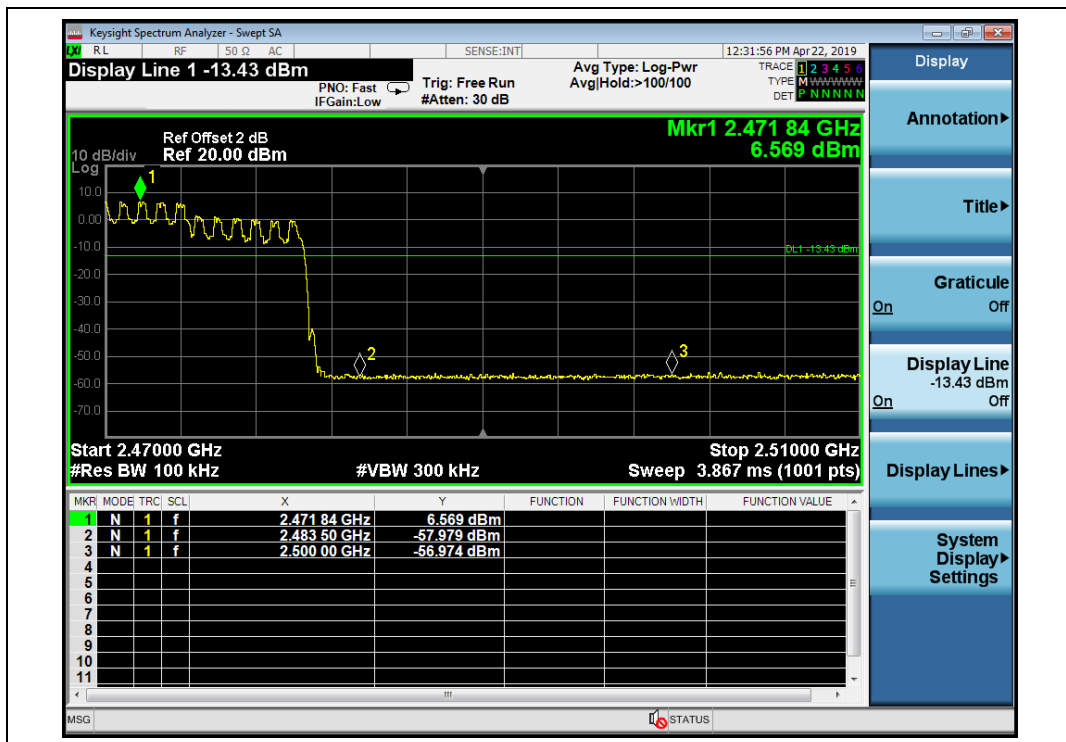 Keysight Spectrum Analyzer - Swept SA
LXI RL RF 50 Ω AC SENSE:INT 12:31:56 PM Apr 22, 2019
Display Line 1 -13.43 dBm
PNO: Fast
IFGain:Low
Trig: Free Run
#Atten: 30 dB
Avg Type: Log-Pwr
Avg|Hold:>100/100
TRACE 1 2 3 4 5 6
TYPE M W W W W W
DET P N N N N N
Mkr1 2.471 84 GHz
6.569 dBm
Ref Offset 2 dB
10 dB/div Ref 20.00 dBm
Log
10.0
0.00
-10.0
-20.0
-30.0
-40.0
-50.0
-60.0
-70.0
1
DL1 -13.43 dBm
2
3
Start 2.47000 GHz Stop 2.51000 GHz
#Res BW 100 kHz #VBW 300 kHz Sweep 3.867 ms (1001 pts)
MKR MODE TRC SCL X Y FUNCTION FUNCTION WIDTH FUNCTION VALUE
1 N 1 f 2.471 84 GHz 6.569 dBm
2 N 1 f 2.483 50 GHz -57.979 dBm
3 N 1 f 2.500 00 GHz -56.974 dBm
4
5
6
7
8
9
10
11
MSG STATUS
Display
Annotation
Title
Graticule
On Off
Display Line
-13.43 dBm
On Off
Display Lines
System
Display
Settings